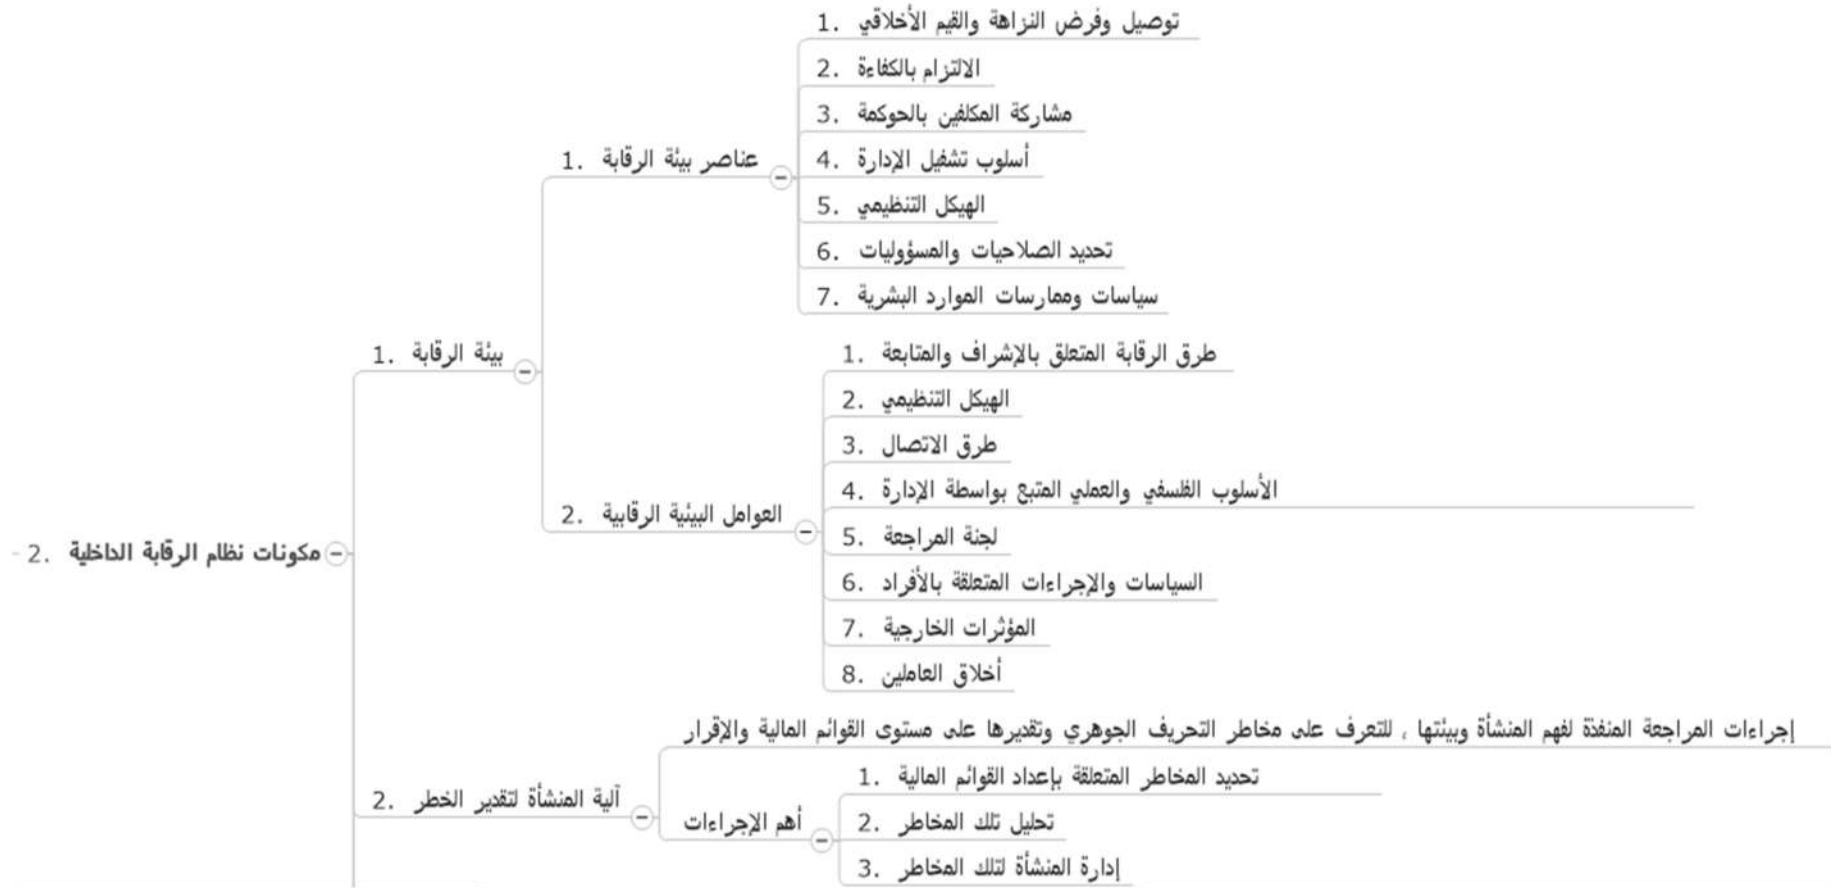 2. مكونات نظام الرقابة الداخلية
1. بيئة الرقابة
1. عناصر بيئة الرقابة
1. توصيل وفرض النزاهة والقيم الأخلاقي
2. الالتزام بالكفاءة
3. مشاركة المكلفين بالحوكمة
4. أسلوب تشغيل الإدارة
5. الهيكل التنظيمي
6. تحديد الصلاحيات والمسؤوليات
7. سياسات وممارسات الموارد البشرية
2. العوامل البيئية الرقابية
1. طرق الرقابة المتعلق بالإشراف والمتابعة
2. الهيكل التنظيمي
3. طرق الاتصال
4. الأسلوب الفلسفي والعملي المتبع بواسطة الإدارة
5. لجنة المراجعة
6. السياسات والإجراءات المتعلقة بالأفراد
7. المؤثرات الخارجية
8. أخلاق العاملين
2. آلية المنشأة لتقدير الخطر
إجراءات المراجعة المنفذة لفهم المنشأة وبيئتها ، للتعرف على مخاطر التحريف الجوهري وتقديرها على مستوى القوائم المالية والإقرار
أهم الإجراءات
1. تحديد المخاطر المتعلقة بإعداد القوائم المالية
2. تحليل تلك المخاطر
3. إدارة المنشأة لتلك المخاطر